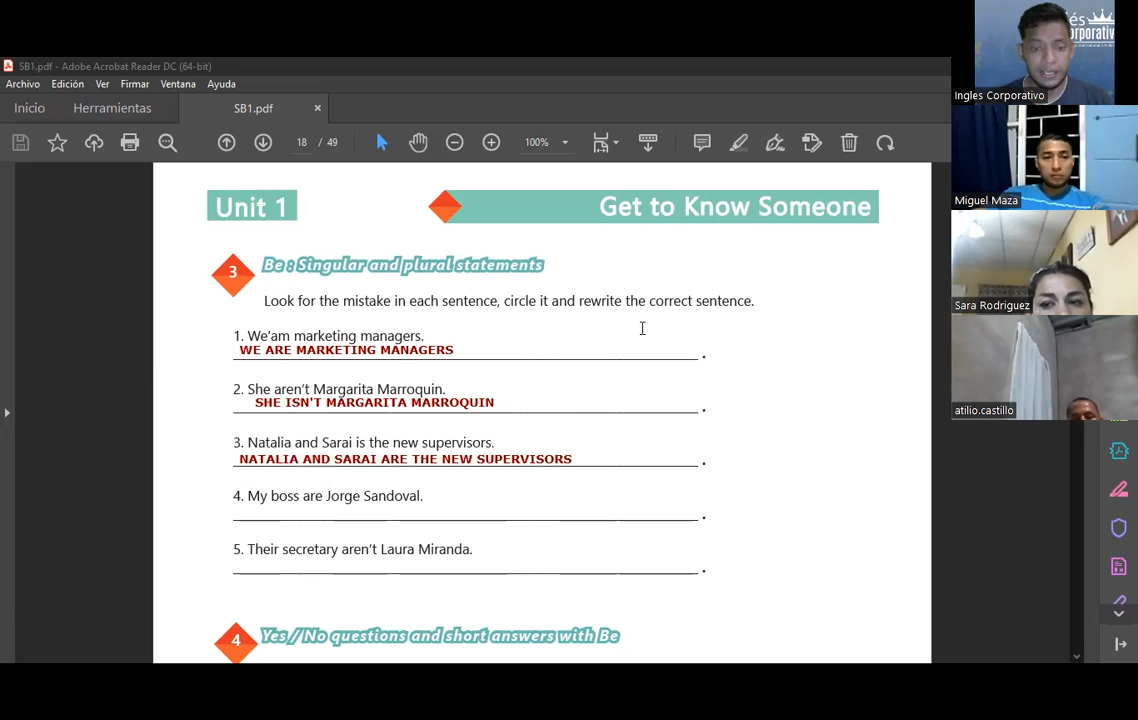 és
orporativ
SB1.pdf - Adobe Acrobat Reader DC (64-bit)
Archivo Edición Ver Firmar Ventana Ayuda
Inicio Herramientas SB1.pdf ×
18 / 49 100%
Ingles Corporativo
Miguel Maza
Sara Rodriguez
atilio.castillo
Unit 1 Get to Know Someone
3 Be : Singular and plural statements
Look for the mistake in each sentence, circle it and rewrite the correct sentence.
1. We'am marketing managers.
WE ARE MARKETING MANAGERS .
2. She aren't Margarita Marroquin.
SHE ISN'T MARGARITA MARROQUIN .
3. Natalia and Sarai is the new supervisors.
NATALIA AND SARAI ARE THE NEW SUPERVISORS .
4. My boss are Jorge Sandoval.
.
5. Their secretary aren't Laura Miranda.
.
4 Yes / No questions and short answers with Be